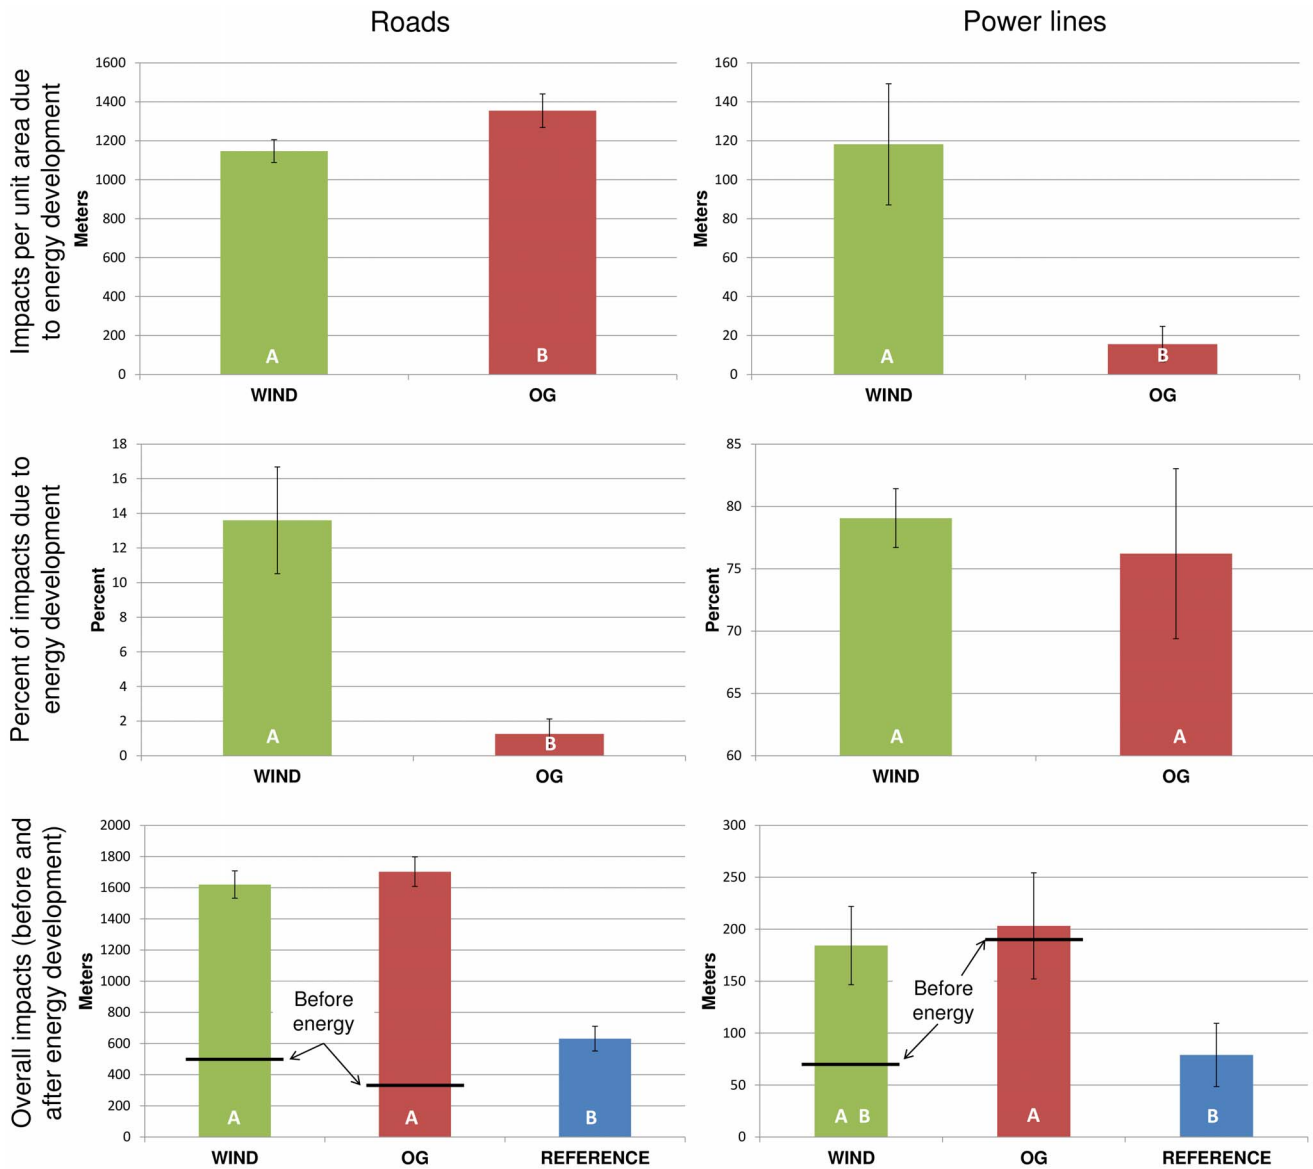 Roads
Power lines
Impacts per unit area due
to energy development
Meters
1600
1400
1200
1000
800
600
400
200
0
A
B
WIND
OG
Meters
160
140
120
100
80
60
40
20
0
A
B
WIND
OG
Percent of impacts due to
energy development
Percent
18
16
14
12
10
8
6
4
2
0
A
B
WIND
OG
Percent
85
80
75
70
65
60
A
A
WIND
OG
Overall impacts (before and
after energy development)
Meters
2000
1800
1600
1400
1200
1000
800
600
400
200
0
Before
energy
A
A
B
WIND
OG
REFERENCE
Meters
300
250
200
150
100
50
0
Before
energy
A B
A
B
WIND
OG
REFERENCE